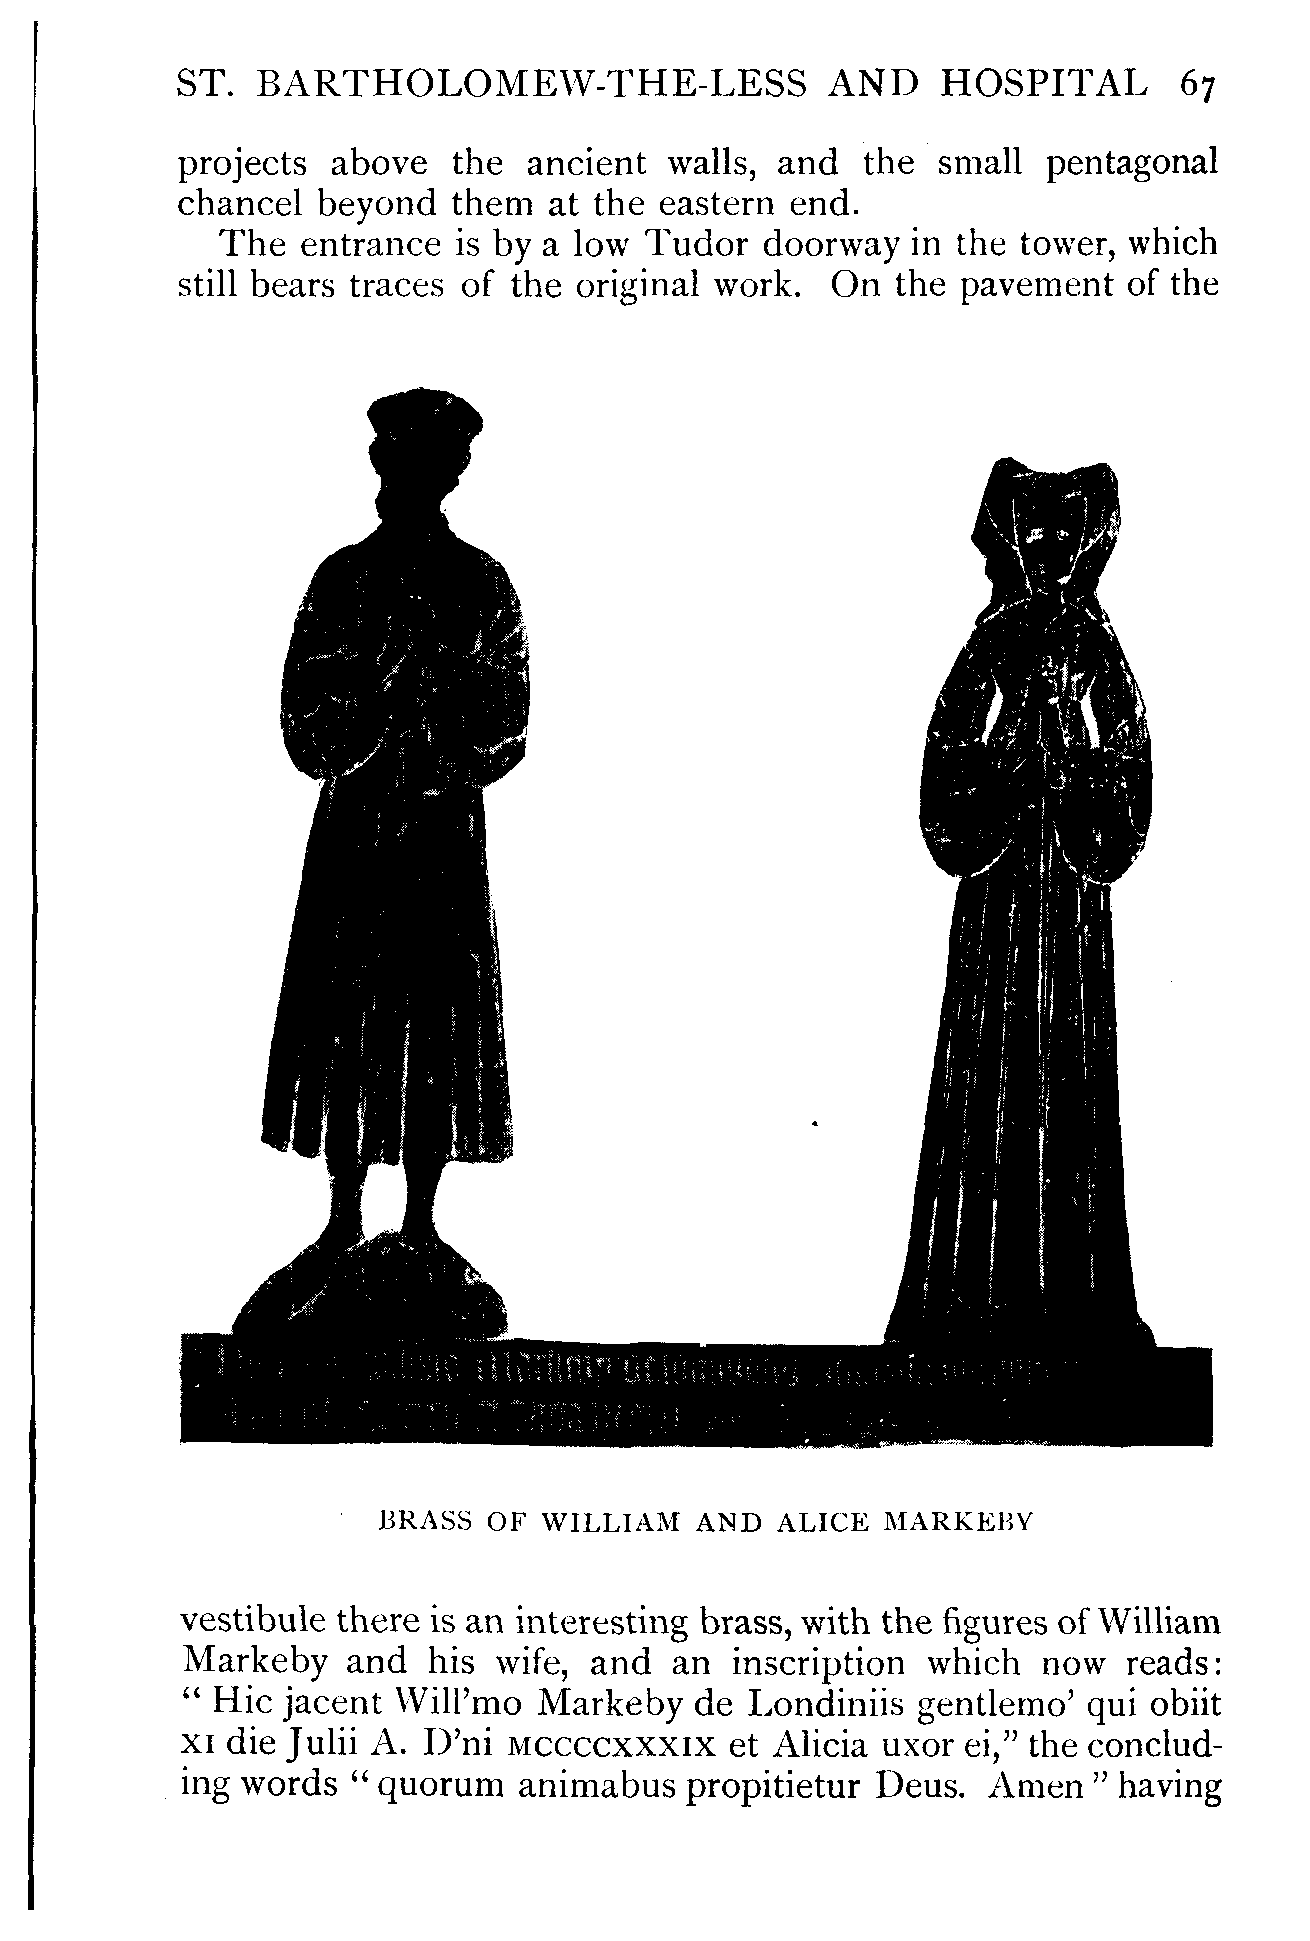 ST. BARTHOLOMEW-THE-LESS AND HOSPITAL 67
projects above the ancient walls, and the small pentagonal
chancel beyond them at the eastern end.
The entrance is by a low Tudor doorway in the tower, which
still bears traces of the original work. On the pavement of the
BRASS OF WILLIAM AND ALICE MARKEBY
vestibule there is an interesting brass, with the figures of William
Markeby and his wife, and an inscription which now reads:
“ Hic jacent Will’mo Markeby de Londiniis gentlemo’ qui obiit
XI die Julii A. D’ni MCCCCXXXIX et Alicia uxor ei,” the conclud-
ing words “ quorum animabus propitietur Deus. Amen ” having